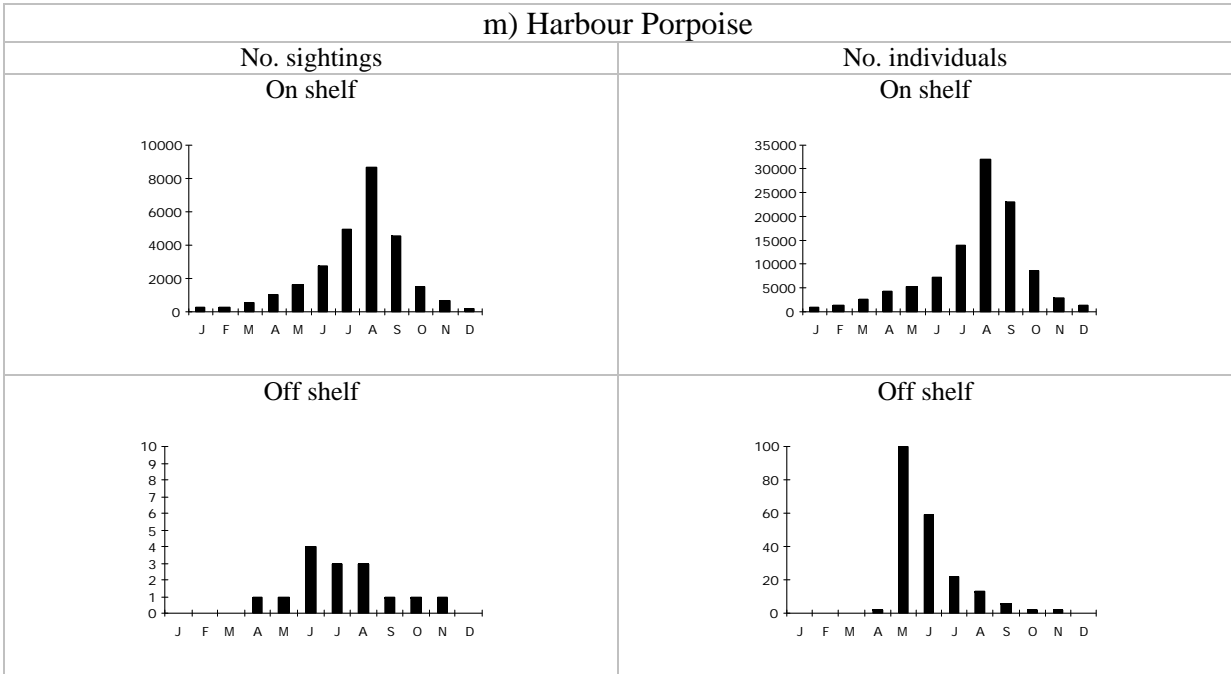 m) Harbour Porpoise
No. sightings
No. individuals
On shelf
On shelf
10000
8000
6000
4000
2000
0
J F M A M J J A S O N D
35000
30000
25000
20000
15000
10000
5000
0
J F M A M J J A S O N D
Off shelf
Off shelf
10
9
8
7
6
5
4
3
2
1
0
J F M A M J J A S O N D
100
80
60
40
20
0
J F M A M J J A S O N D